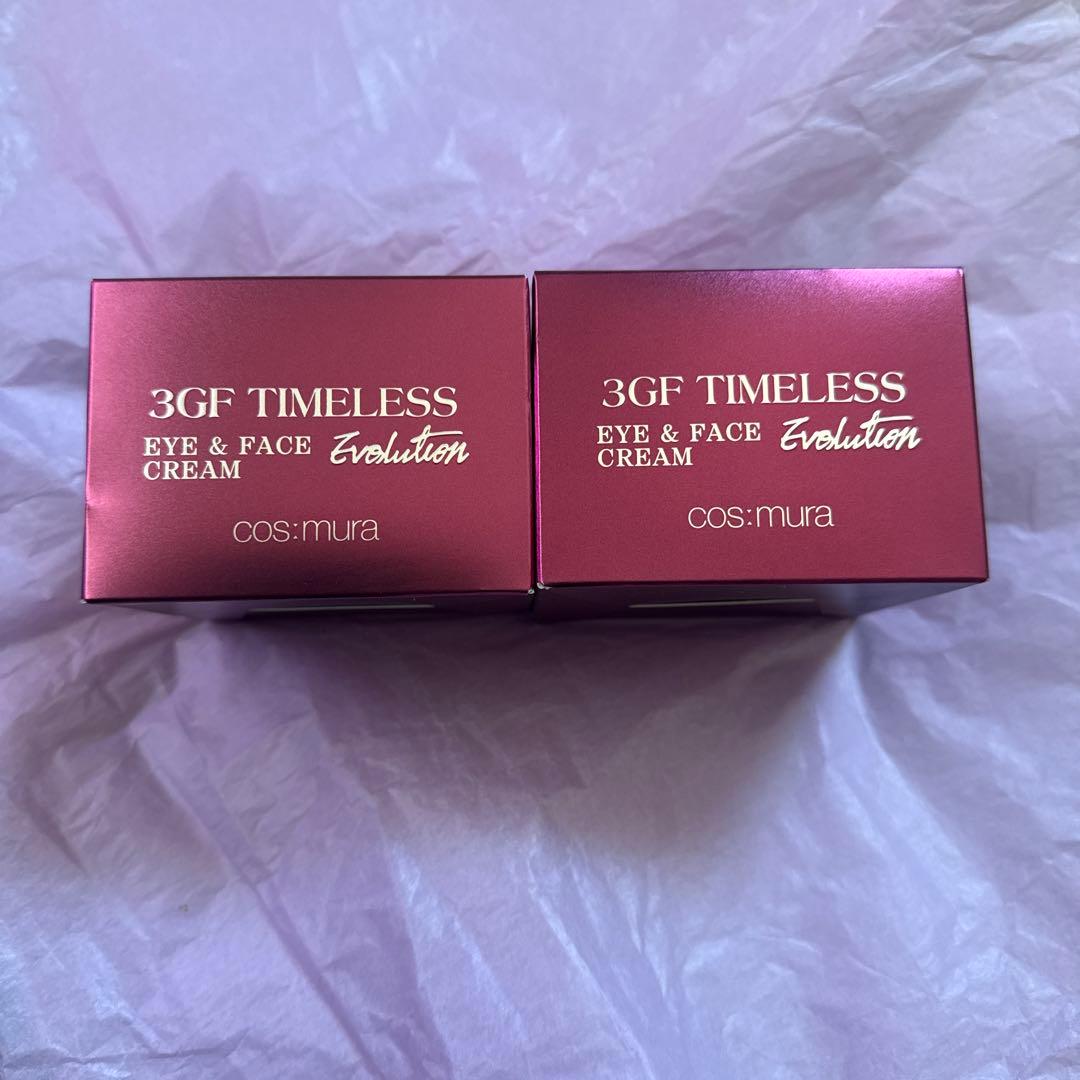 3GF TIMELESS
EYE & FACE
CREAM
Evolution
cos:mura
3GF TIMELESS
EYE & FACE
CREAM
Evolution
cos:mura